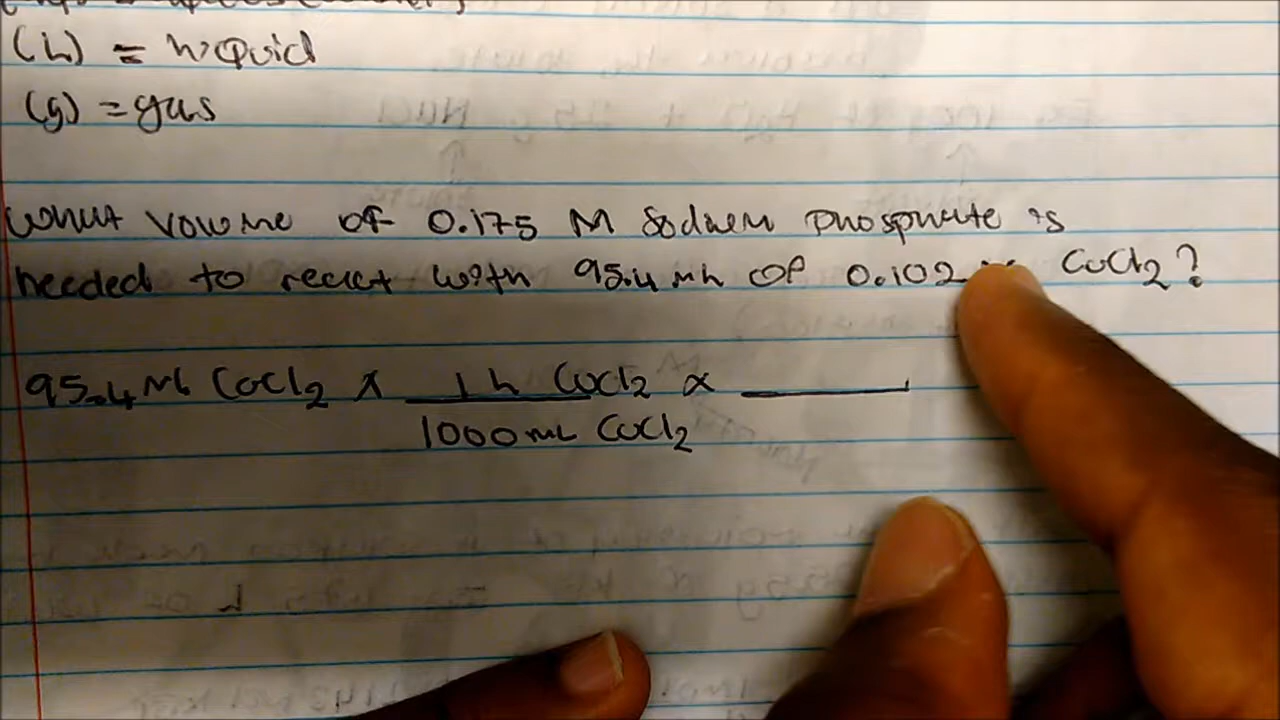 (L) = Liquid
(g) = gas
What volume of 0.175 M Sodium phosphate is
needed to react with 95.4 mL of 0.102 CoCl2?
95.4 mL CoCl2 x 1 L CoCl2 x
1000 mL CoCl2